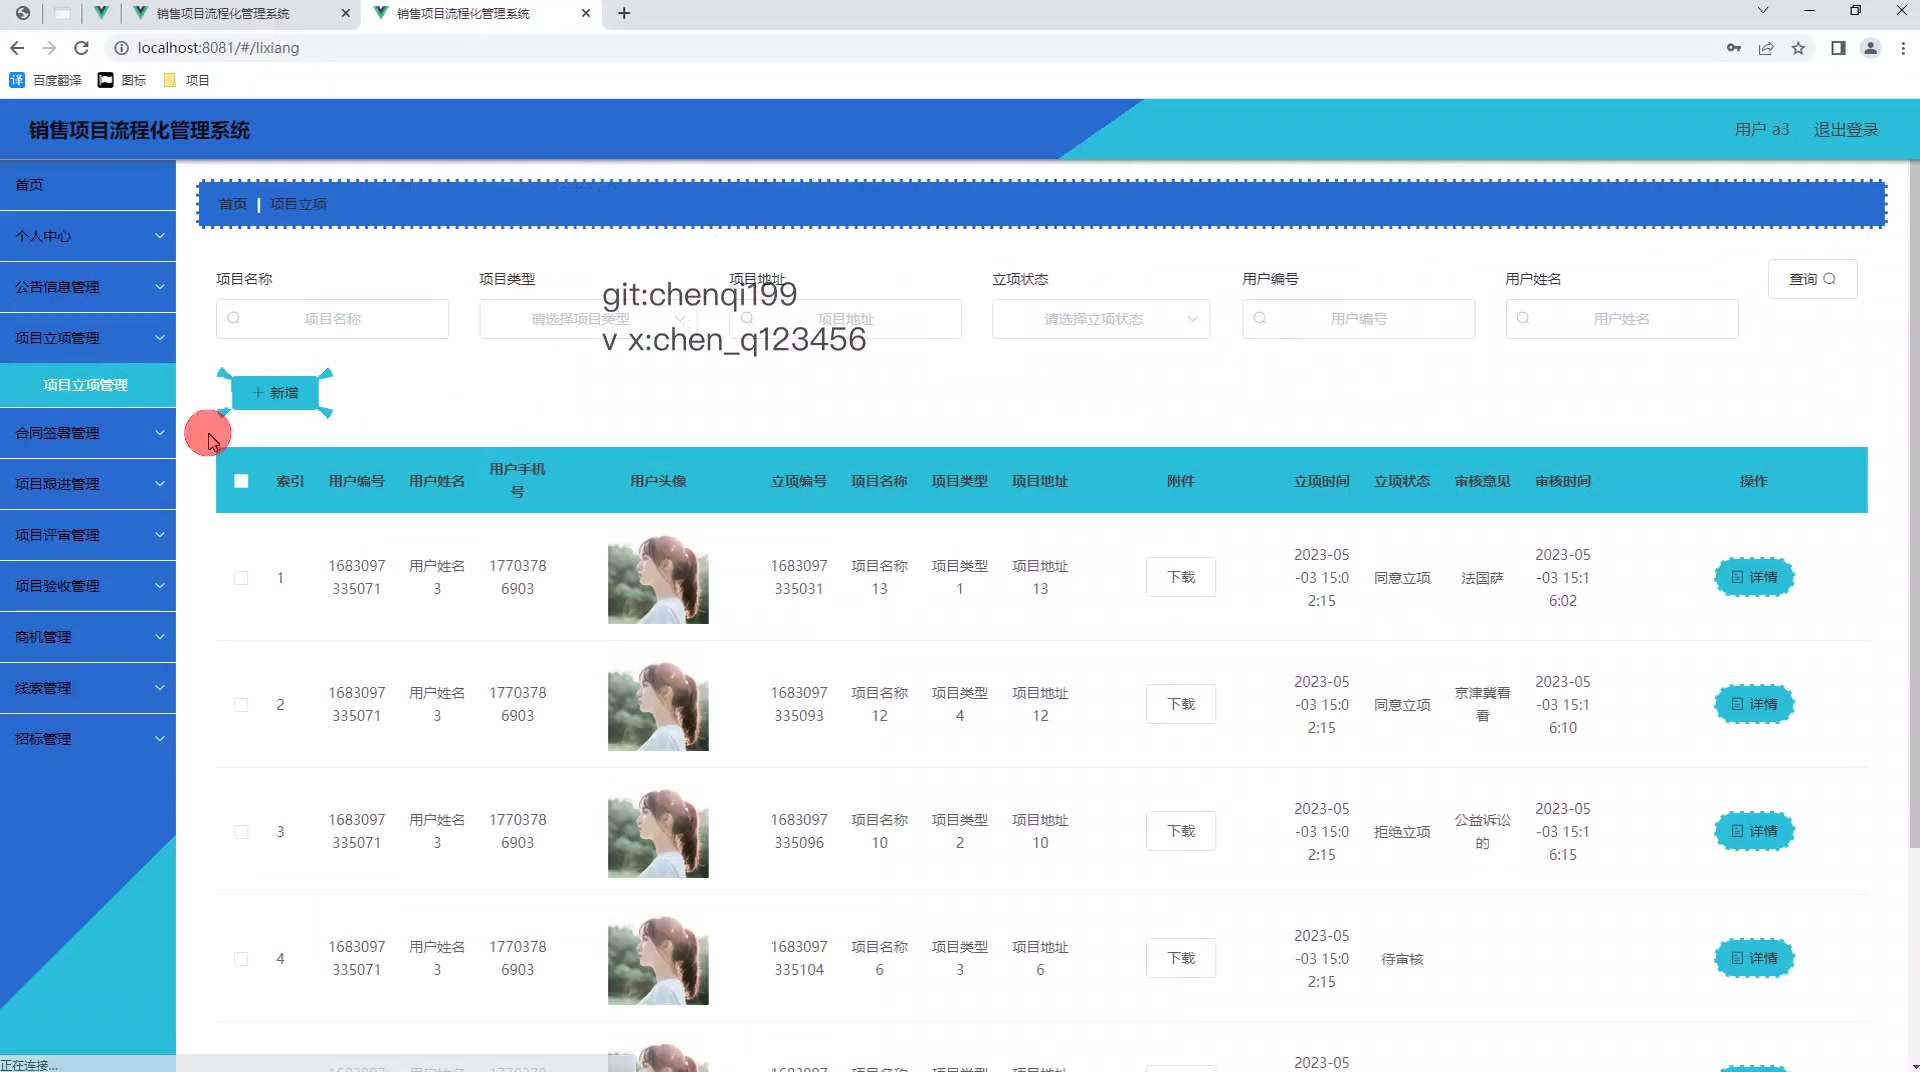 销售项目流程化管理系统
销售项目流程化管理系统
localhost:8081/#/lixiang
百度翻译 图标 项目
销售项目流程化管理系统
用户 a3 退出登录
首页
个人中心
公告信息管理
项目立项管理
项目立项管理
合同签署管理
项目跟进管理
项目评审管理
项目验收管理
商机管理
线索管理
招标管理
首页 | 项目立项
项目名称 项目类型 项目地址 立项状态 用户编号 用户姓名 查询
项目名称 请选择项目类型 项目地址 请选择立项状态 用户编号 用户姓名
git:chenqi199
v x:chen_q123456
+ 新增
索引 用户编号 用户姓名 用户手机号 用户头像 立项编号 项目名称 项目类型 项目地址 附件 立项时间 立项状态 审核意见 审核时间 操作
1 1683097335071 用户姓名3 17703786903 1683097335031 项目名称13 项目类型1 项目地址13 下载 2023-05-03 15:02:15 同意立项 法国萨 2023-05-03 15:16:02 详情
2 1683097335071 用户姓名3 17703786903 1683097335093 项目名称12 项目类型4 项目地址12 下载 2023-05-03 15:02:15 同意立项 京津冀看看 2023-05-03 15:16:10 详情
3 1683097335071 用户姓名3 17703786903 1683097335096 项目名称10 项目类型2 项目地址10 下载 2023-05-03 15:02:15 拒绝立项 公益诉讼的 2023-05-03 15:16:15 详情
4 1683097335071 用户姓名3 17703786903 1683097335104 项目名称6 项目类型3 项目地址6 下载 2023-05-03 15:02:15 待审核 详情
2023-05
正在连接...